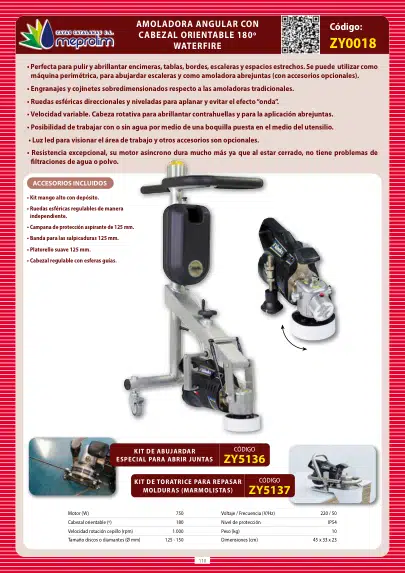 CAYRE CATALANAS S.L.
meprolim
AMOLADORA ANGULAR CON
CABEZAL ORIENTABLE 180º
WATERFIRE
Código:
ZY0018
• Perfecta para pulir y abrillantar encimeras, tablas, bordes, escaleras y espacios estrechos. Se puede utilizar como
máquina perimétrica, para abujardar escaleras y como amoladora abrejuntas (con accesorios opcionales).
• Engranajes y cojinetes sobredimensionados respecto a las amoladoras tradicionales.
• Ruedas esféricas direccionales y niveladas para aplanar y evitar el efecto "onda".
• Velocidad variable. Cabeza rotativa para abrillantar contrahuellas y para la aplicación abrejuntas.
• Posibilidad de trabajar con o sin agua por medio de una boquilla puesta en el medio del utensilio.
• Luz led para visionar el área de trabajo y otros accesorios son opcionales.
• Resistencia excepcional, su motor asíncrono dura mucho más ya que al estar cerrado, no tiene problemas de
filtraciones de agua o polvo.
ACCESORIOS INCLUIDOS
• Kit mango alto con depósito.
• Ruedas esféricas regulables de manera
independiente.
• Campana de protección aspirante de 125 mm.
• Banda para las salpicaduras 125 mm.
• Platorello suave 125 mm.
• Cabezal regulable con esferas guías.
KIT DE ABUJARDAR
ESPECIAL PARA ABRIR JUNTAS
CÓDIGO
ZY5136
KIT DE TORATRICE PARA REPASAR
MOLDURAS (MARMOLISTAS)
CÓDIGO
ZY5137
Motor (W) 750 Voltaje / Frecuencia (V/Hz) 220 / 50
Cabezal orientable (º) 180 Nivel de protección IP54
Velocidad rotación cepillo (rpm) 1.000 Peso (kg) 10
Tamaño discos o diamantes (Ø mm) 125 - 150 Dimensiones (cm) 45 x 33 x 25